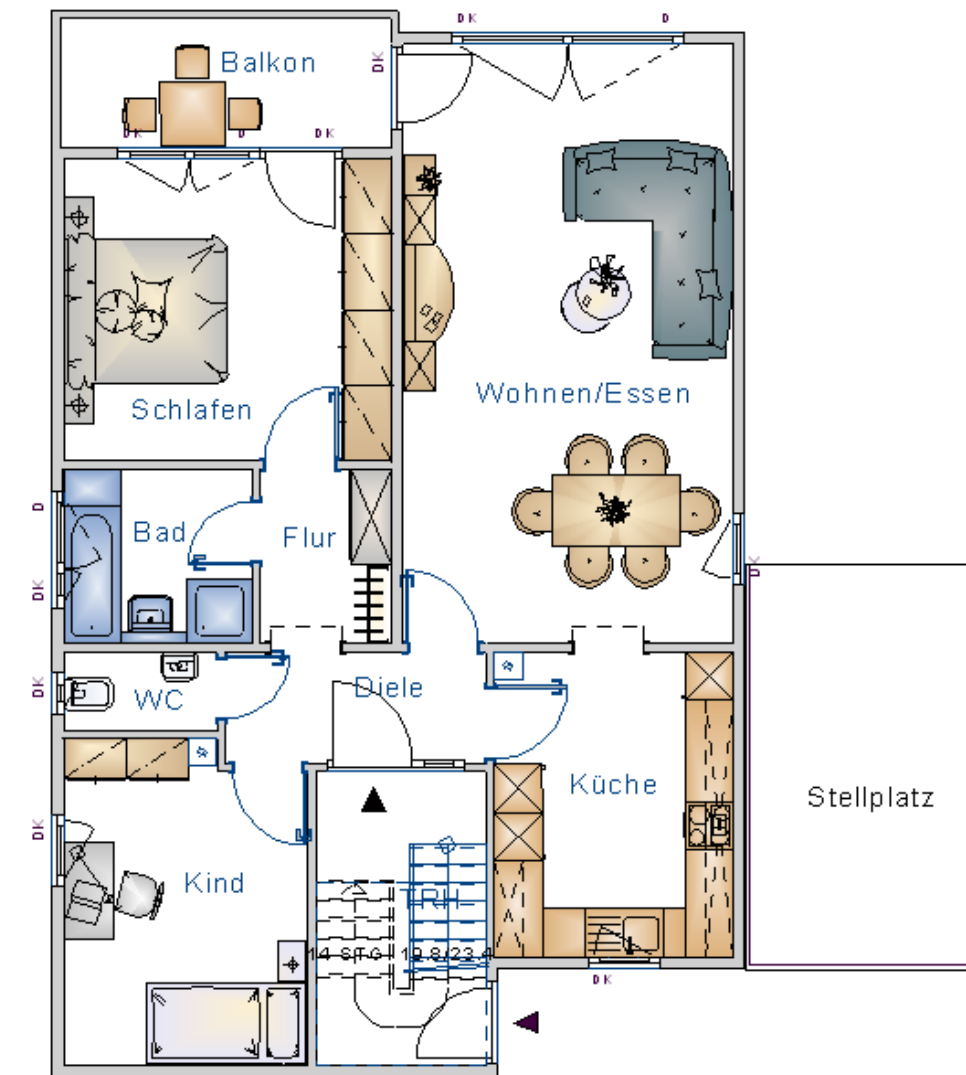 DK D
Balkon
DK
DK D DK
Wohnen/Essen
Schlafen
D
Bad
Flur
DK
DK
DK
WC
Diele
Küche
Stellplatz
DK
Kind
TRH
14 STG 19.8/23.4
DK